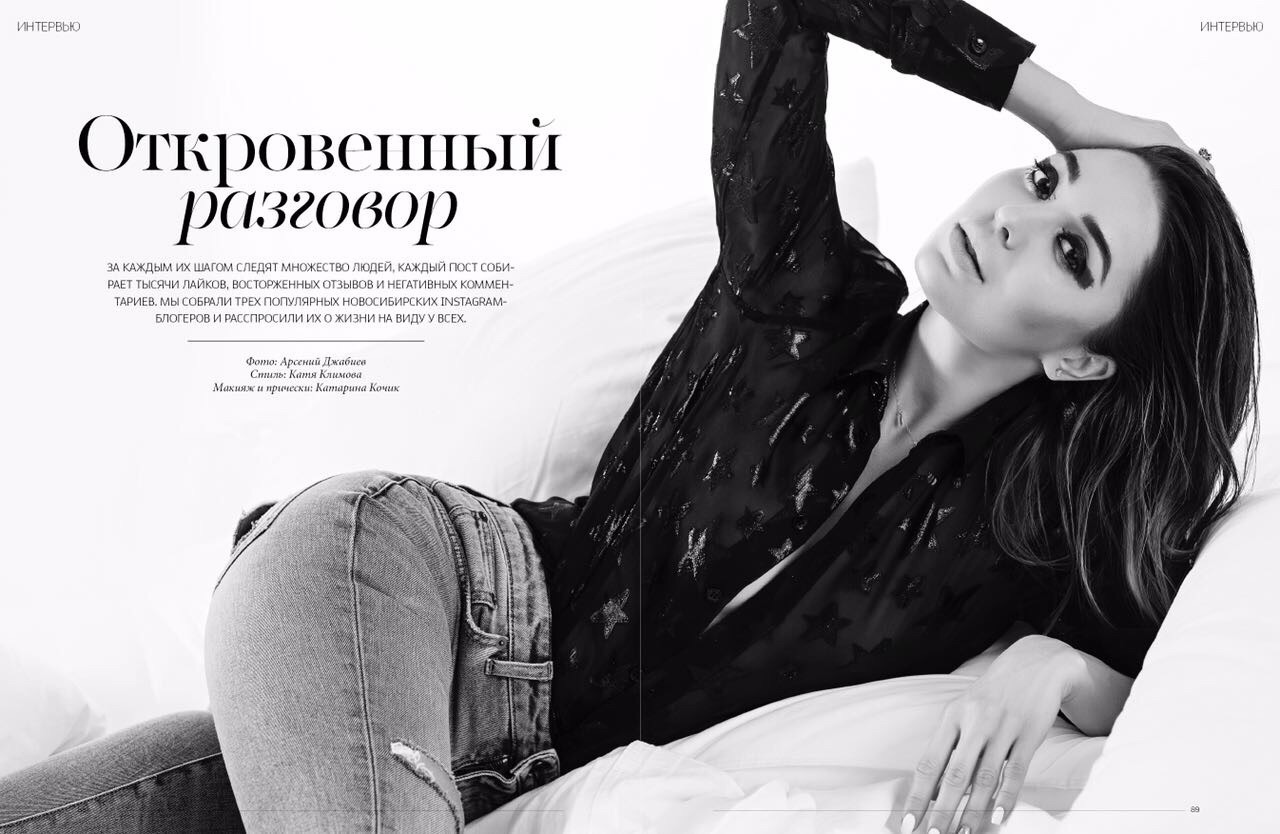 ИНТЕРВЬЮ
ИНТЕРВЬЮ
Откровенный
разговор
ЗА КАЖДЫМ ИХ ШАГОМ СЛЕДЯТ МНОЖЕСТВО ЛЮДЕЙ, КАЖДЫЙ ПОСТ СОБИ-
РАЕТ ТЫСЯЧИ ЛАЙКОВ, ВОСТОРЖЕННЫХ ОТЗЫВОВ И НЕГАТИВНЫХ КОММЕН-
ТАРИЕВ. МЫ СОБРАЛИ ТРЕХ ПОПУЛЯРНЫХ НОВОСИБИРСКИХ INSTAGRAM-
БЛОГЕРОВ И РАССПРОСИЛИ ИХ О ЖИЗНИ НА ВИДУ У ВСЕХ.
Фото: Арсений Джабиев
Стиль: Катя Климова
Макияж и прически: Катарина Кочик
89